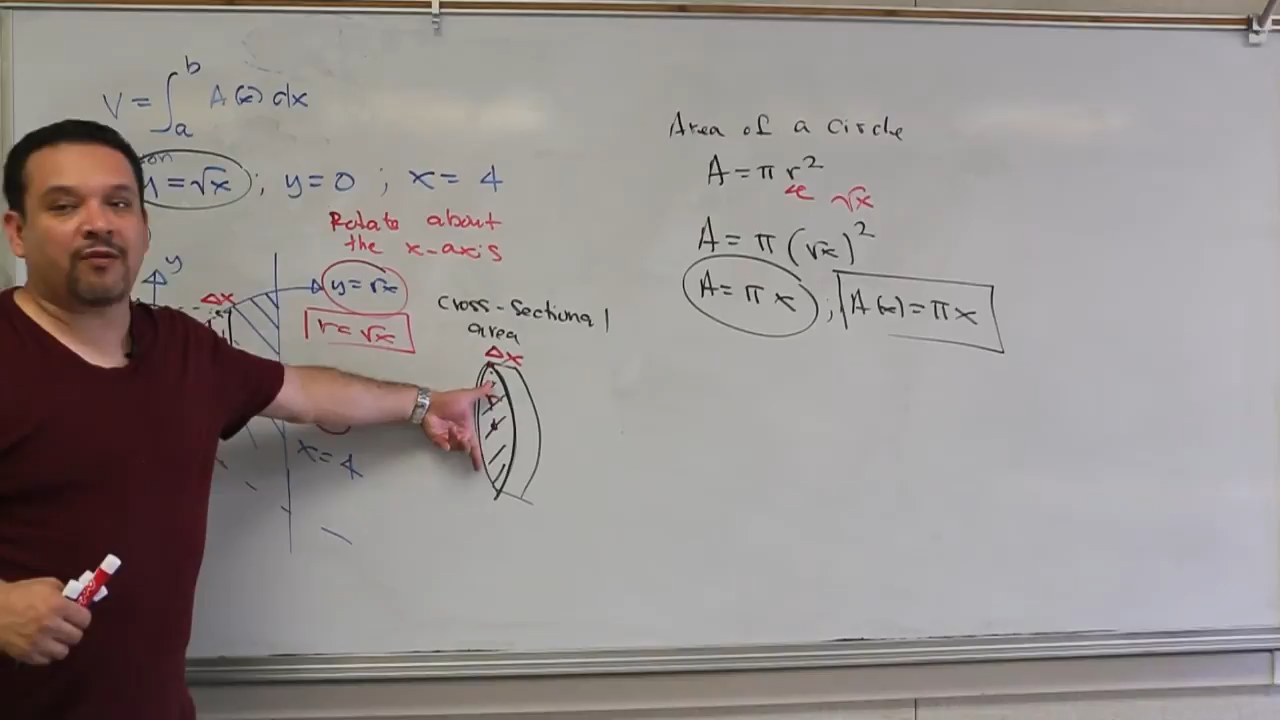 V = ∫ₐᵇ A(x) dx
y = √x ; y = 0 ; x = 4
Rotate about
the x-axis
y
Δx
y = √x
r = √x
x = 4
Cross-sectional
area
Δx
Area of a circle
A = π r²
√x
A = π (√x)²
A = π x ; A(x) = π x